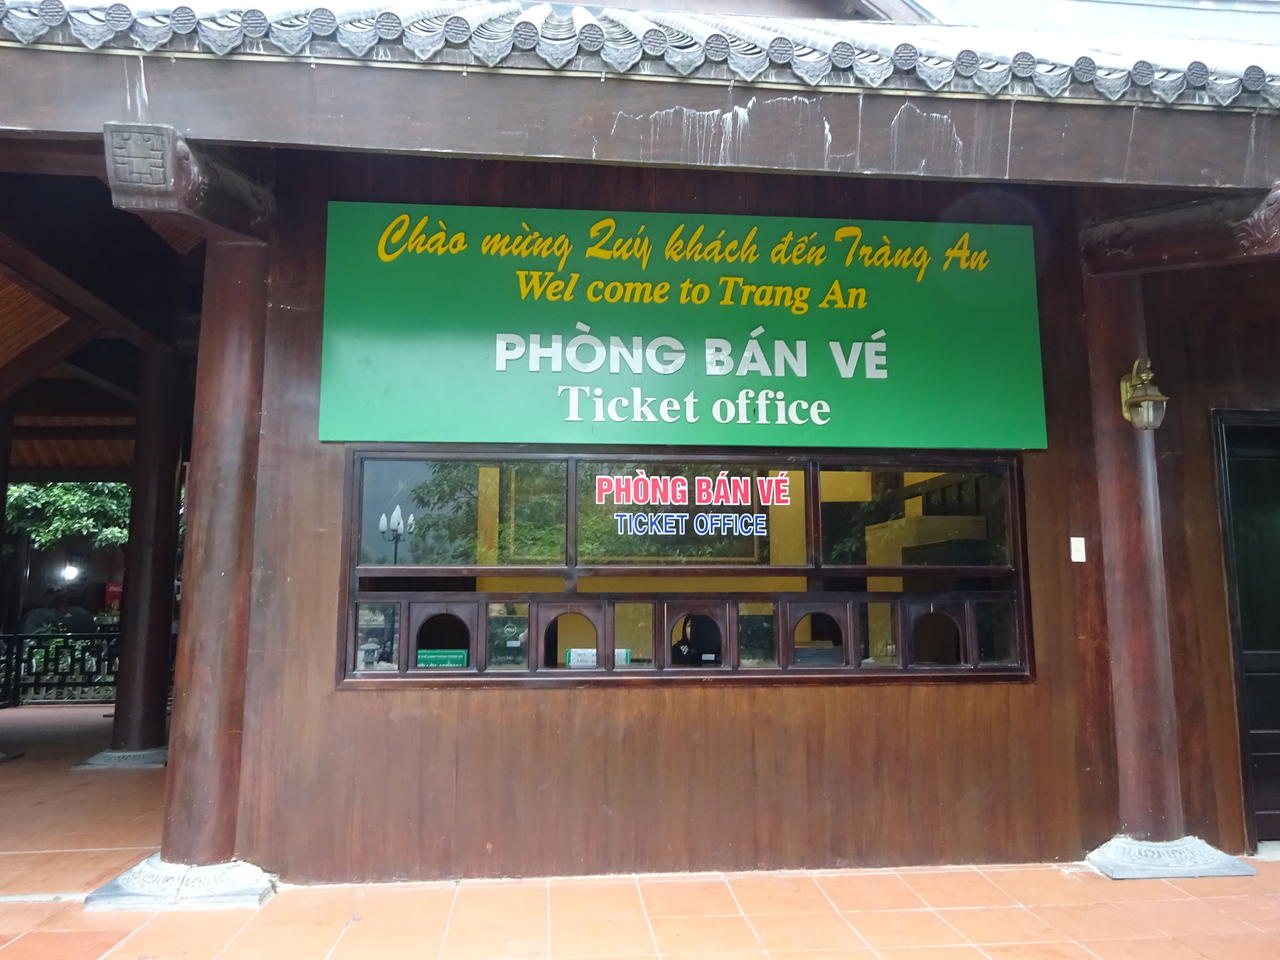 Chào mừng Quý khách đến Tràng An
Wel come to Trang An
PHÒNG BÁN VÉ
Ticket office
PHÒNG BÁN VÉ
TICKET OFFICE